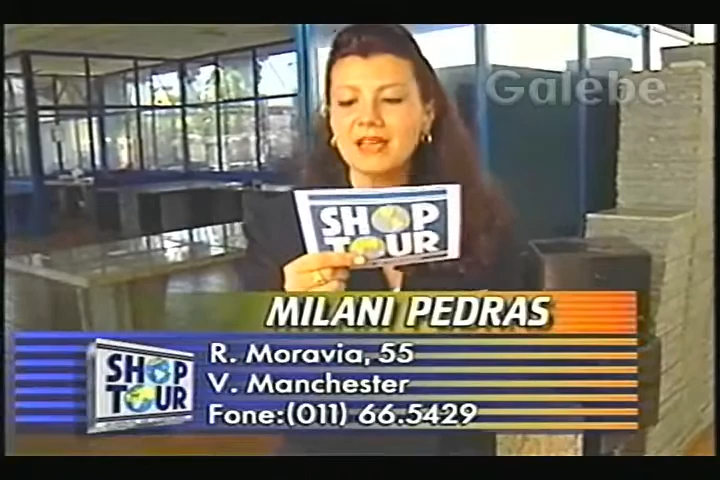 Galebe
SHOP
TOUR
MILANI PEDRAS
R. Moravia, 55
V. Manchester
Fone:(011) 66.5429
SHOP
TOUR